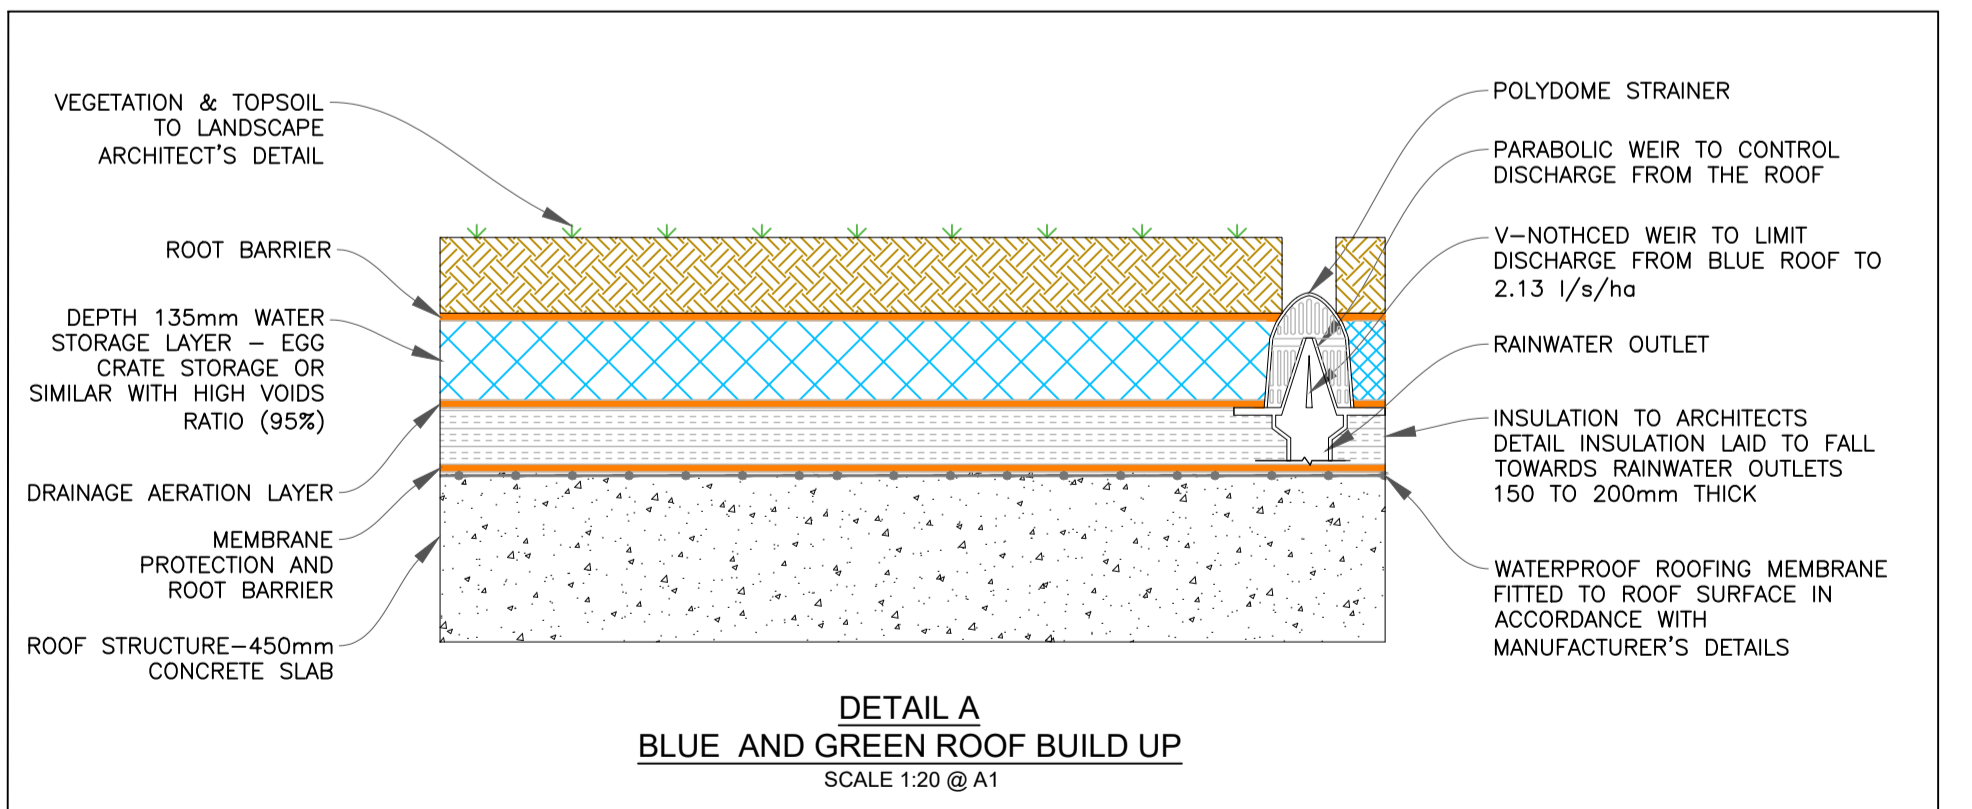 VEGETATION & TOPSOIL
TO LANDSCAPE
ARCHITECT'S DETAIL
ROOT BARRIER
DEPTH 135mm WATER
STORAGE LAYER – EGG
CRATE STORAGE OR
SIMILAR WITH HIGH VOIDS
RATIO (95%)
DRAINAGE AERATION LAYER
MEMBRANE
PROTECTION AND
ROOT BARRIER
ROOF STRUCTURE–450mm
CONCRETE SLAB
POLYDOME STRAINER
PARABOLIC WEIR TO CONTROL
DISCHARGE FROM THE ROOF
V–NOTHCED WEIR TO LIMIT
DISCHARGE FROM BLUE ROOF TO
2.13 l/s/ha
RAINWATER OUTLET
INSULATION TO ARCHITECTS
DETAIL INSULATION LAID TO FALL
TOWARDS RAINWATER OUTLETS
150 TO 200mm THICK
WATERPROOF ROOFING MEMBRANE
FITTED TO ROOF SURFACE IN
ACCORDANCE WITH
MANUFACTURER'S DETAILS
DETAIL A
BLUE AND GREEN ROOF BUILD UP
SCALE 1:20 @ A1